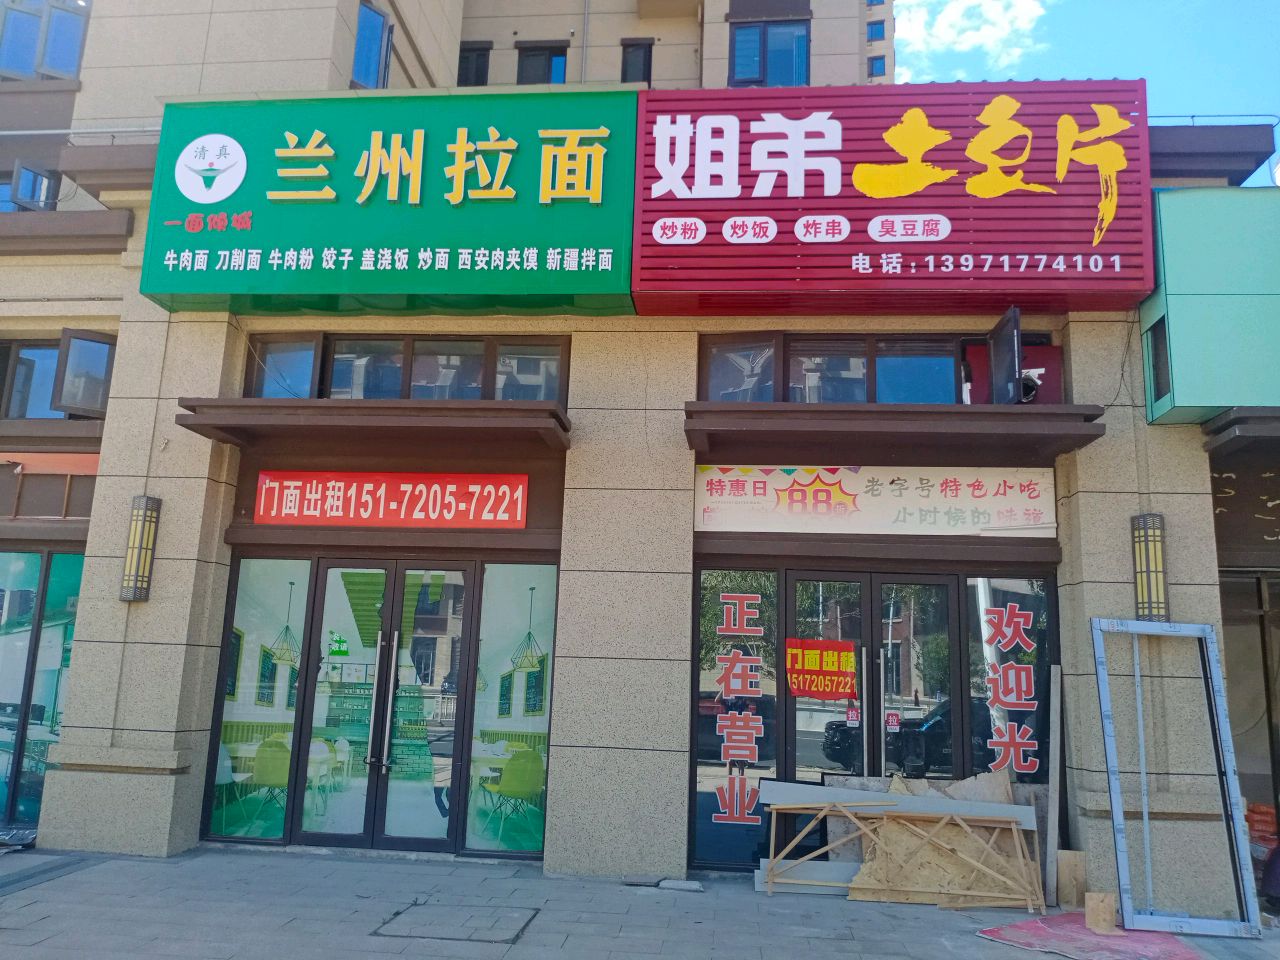 清真
兰州拉面
一面倾城
牛肉面 刀削面 牛肉粉 饺子 盖浇饭 炒面 西安肉夹馍 新疆拌面
姐弟土豆片
炒粉 炒饭 炸串 臭豆腐
电话:13971774101
门面出租151-7205-7221
特惠日
8.8
老字号特色小吃
小时候的味道
正在营业
门面出租
15172057221
拉
拉
欢迎光